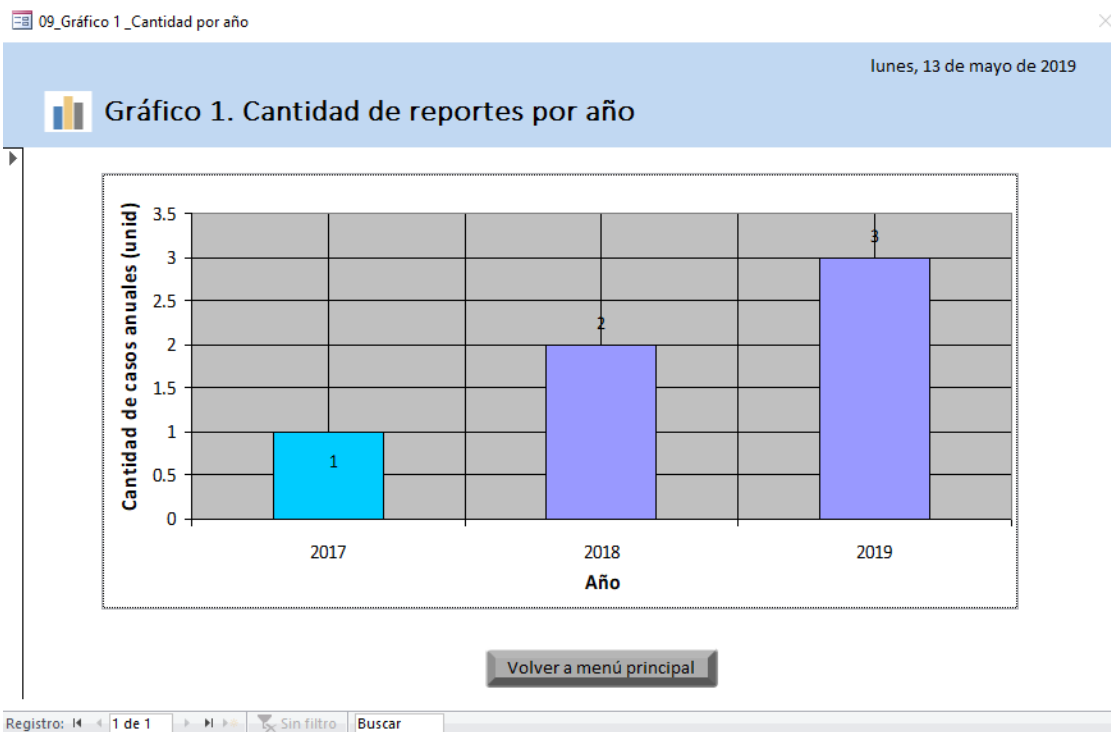 09_Gráfico 1 _Cantidad por año
lunes, 13 de mayo de 2019
Gráfico 1. Cantidad de reportes por año
Cantidad de casos anuales (unid)
3.5
3
2.5
2
1.5
1
0.5
0
1
2
3
2017
2018
2019
Año
Volver a menú principal
Registro: 1 de 1 Sin filtro Buscar